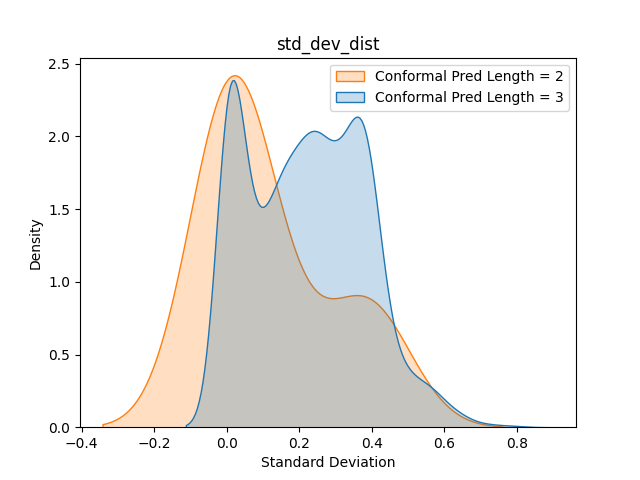 std_dev_dist
Conformal Pred Length = 2
Conformal Pred Length = 3
Density
2.5
2.0
1.5
1.0
0.5
0.0
−0.4 −0.2 0.0 0.2 0.4 0.6 0.8
Standard Deviation